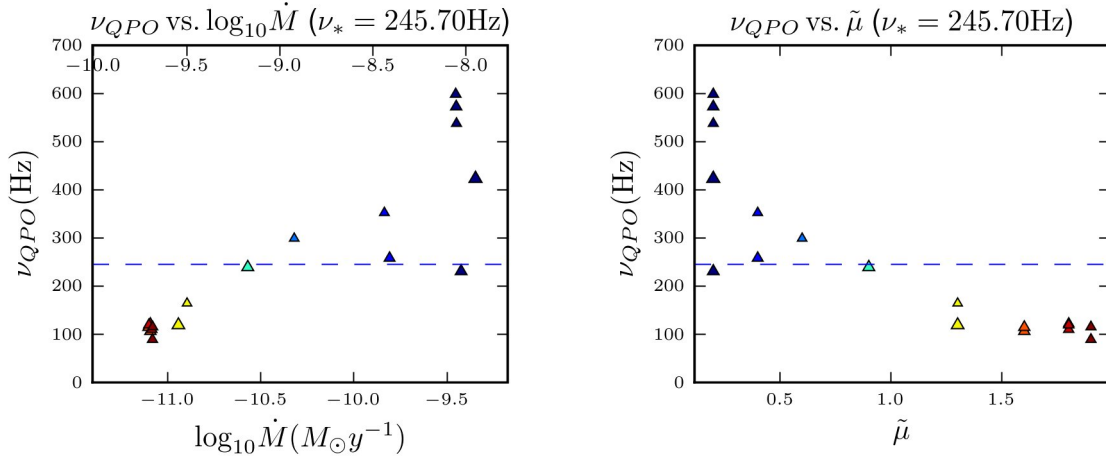 ν_QPO vs. log₁₀Ṁ (ν_* = 245.70Hz)
700
600
500
400
300
200
100
0
−10.0 −9.5 −9.0 −8.5 −8.0
−11.0 −10.5 −10.0 −9.5
ν_QPO(Hz)
log₁₀Ṁ(M_⊙y⁻¹)
ν_QPO vs. μ̃ (ν_* = 245.70Hz)
700
600
500
400
300
200
100
0
0.5 1.0 1.5
ν_QPO(Hz)
μ̃